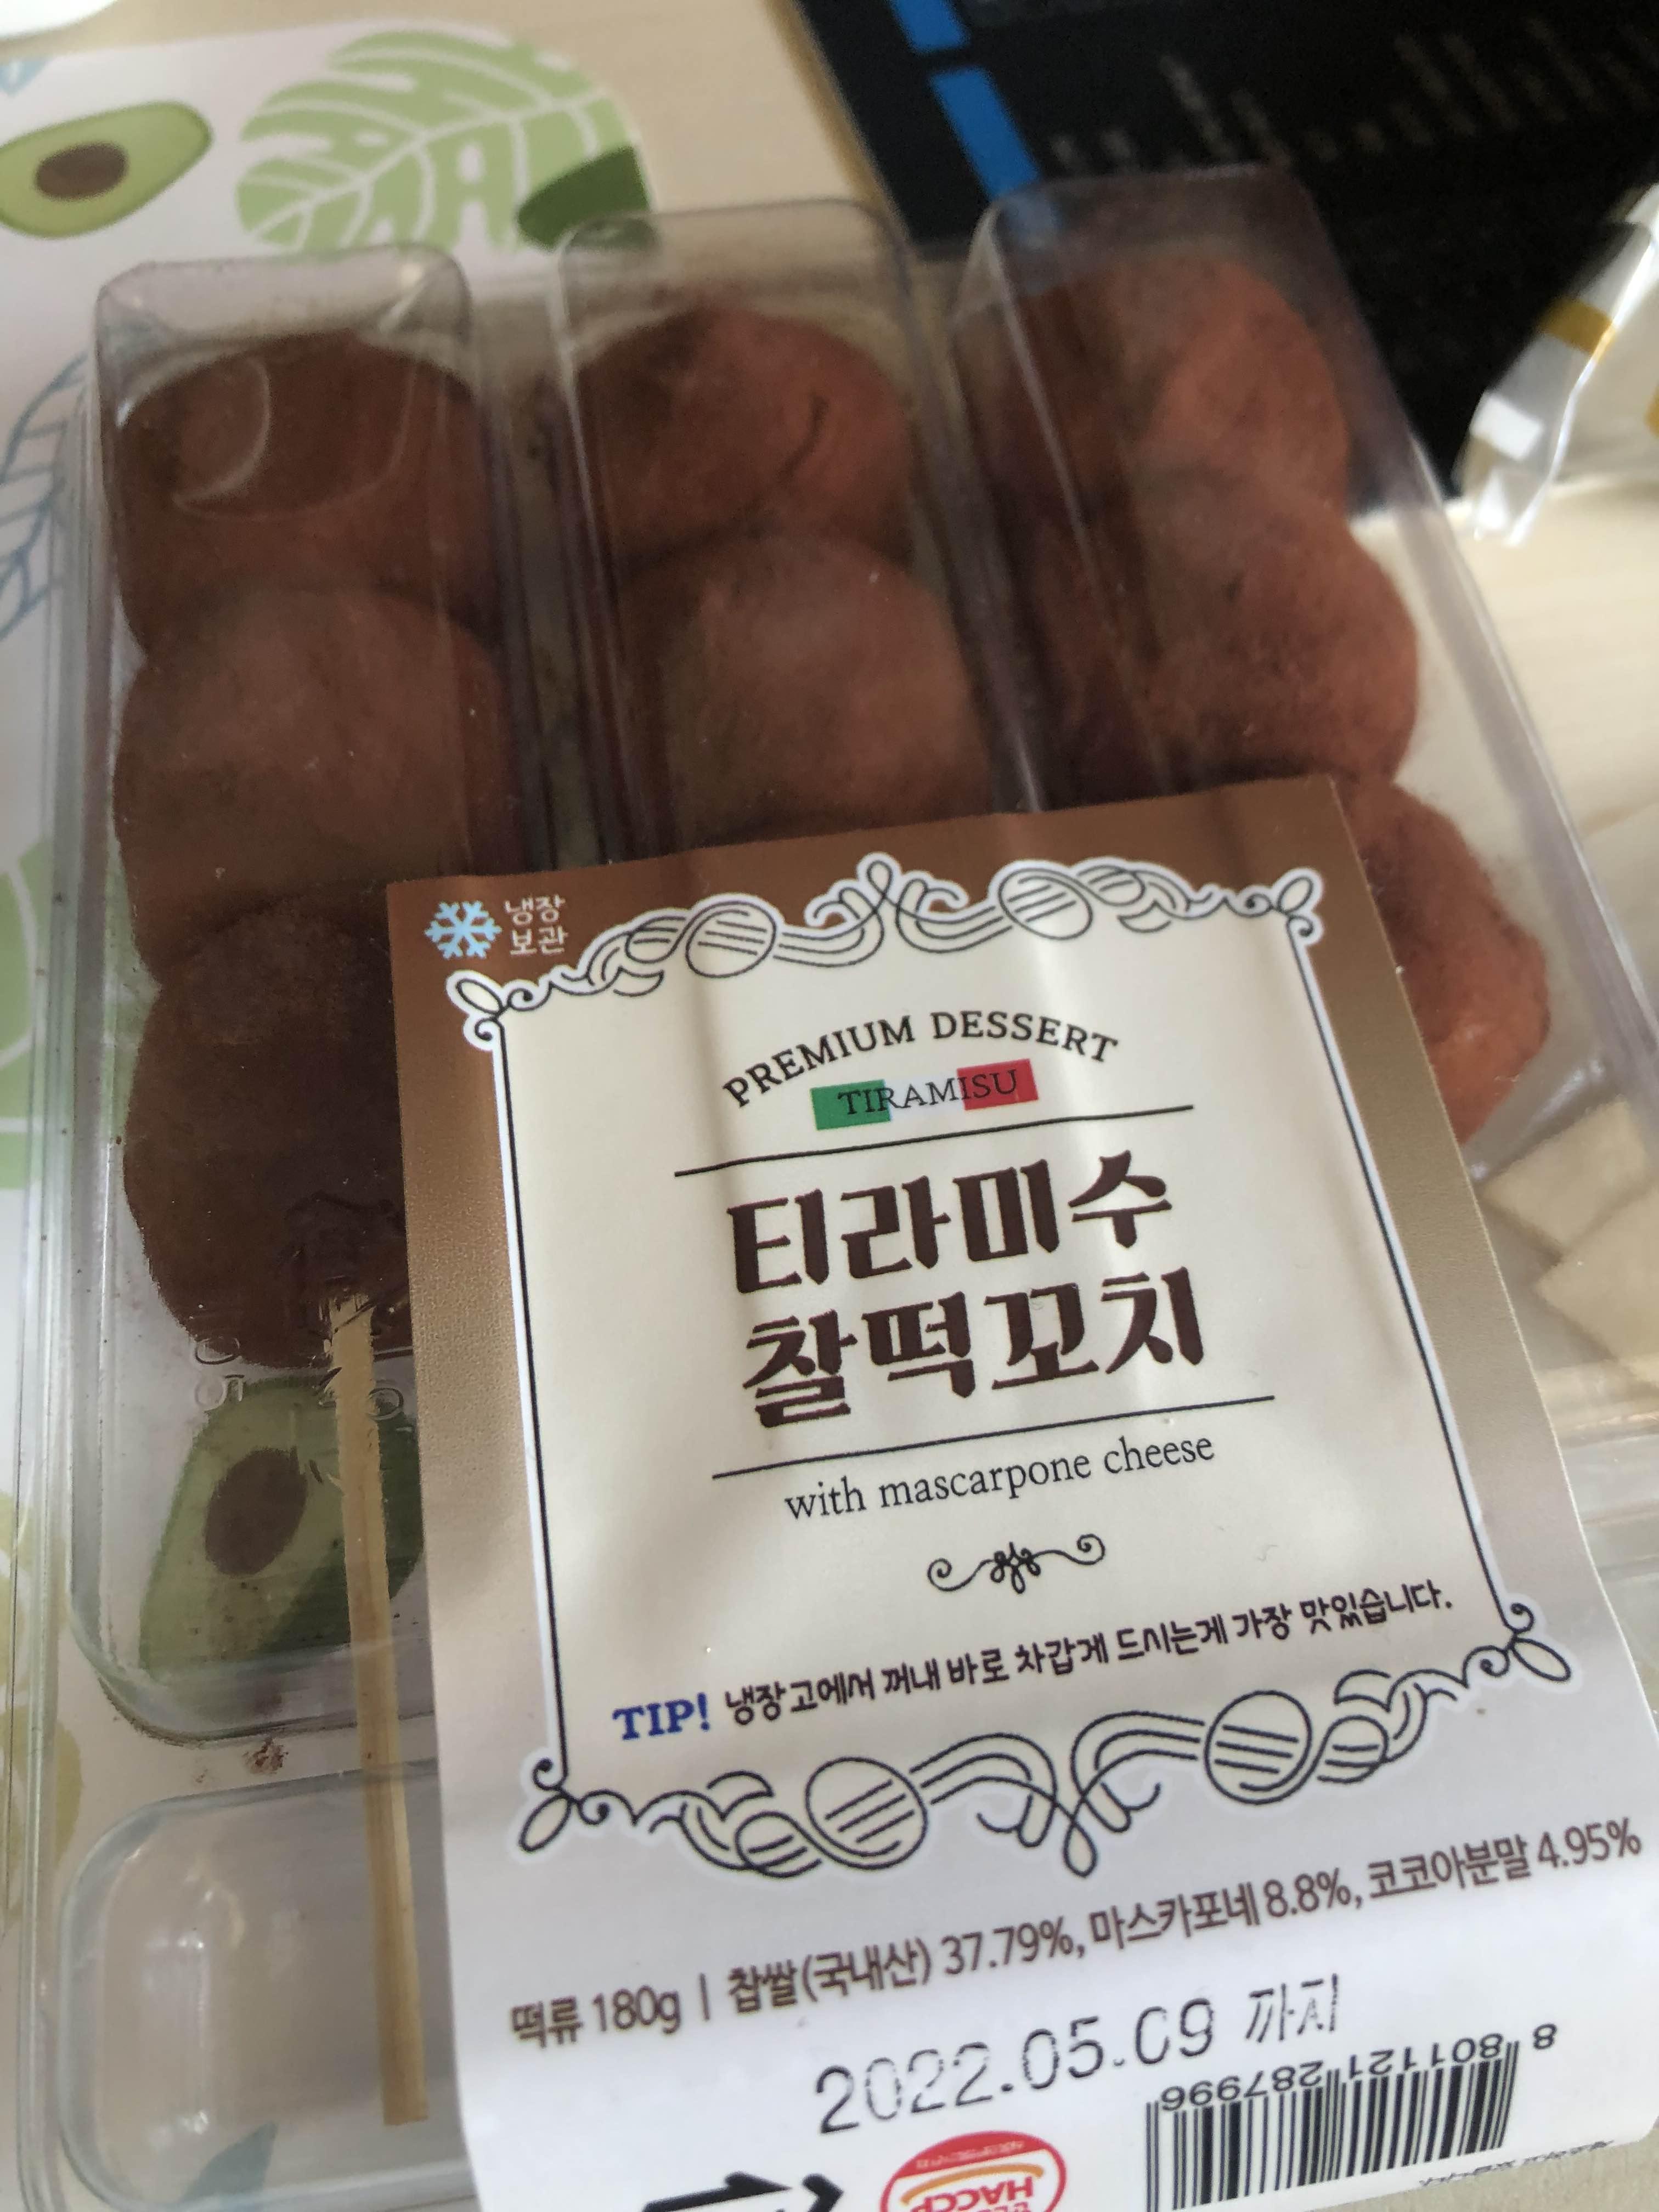 냉장
보관
PREMIUM DESSERT
TIRAMISU
티라미수
찰떡꼬치
with mascarpone cheese
TIP! 냉장고에서 꺼내 바로 차갑게 드시는게 가장 맛있습니다.
떡류 180g | 찹쌀(국내산) 37.79%, 마스카포네 8.8%, 코코아분말 4.95%
2022.05.09 까지
8 801121 287996
HACCP